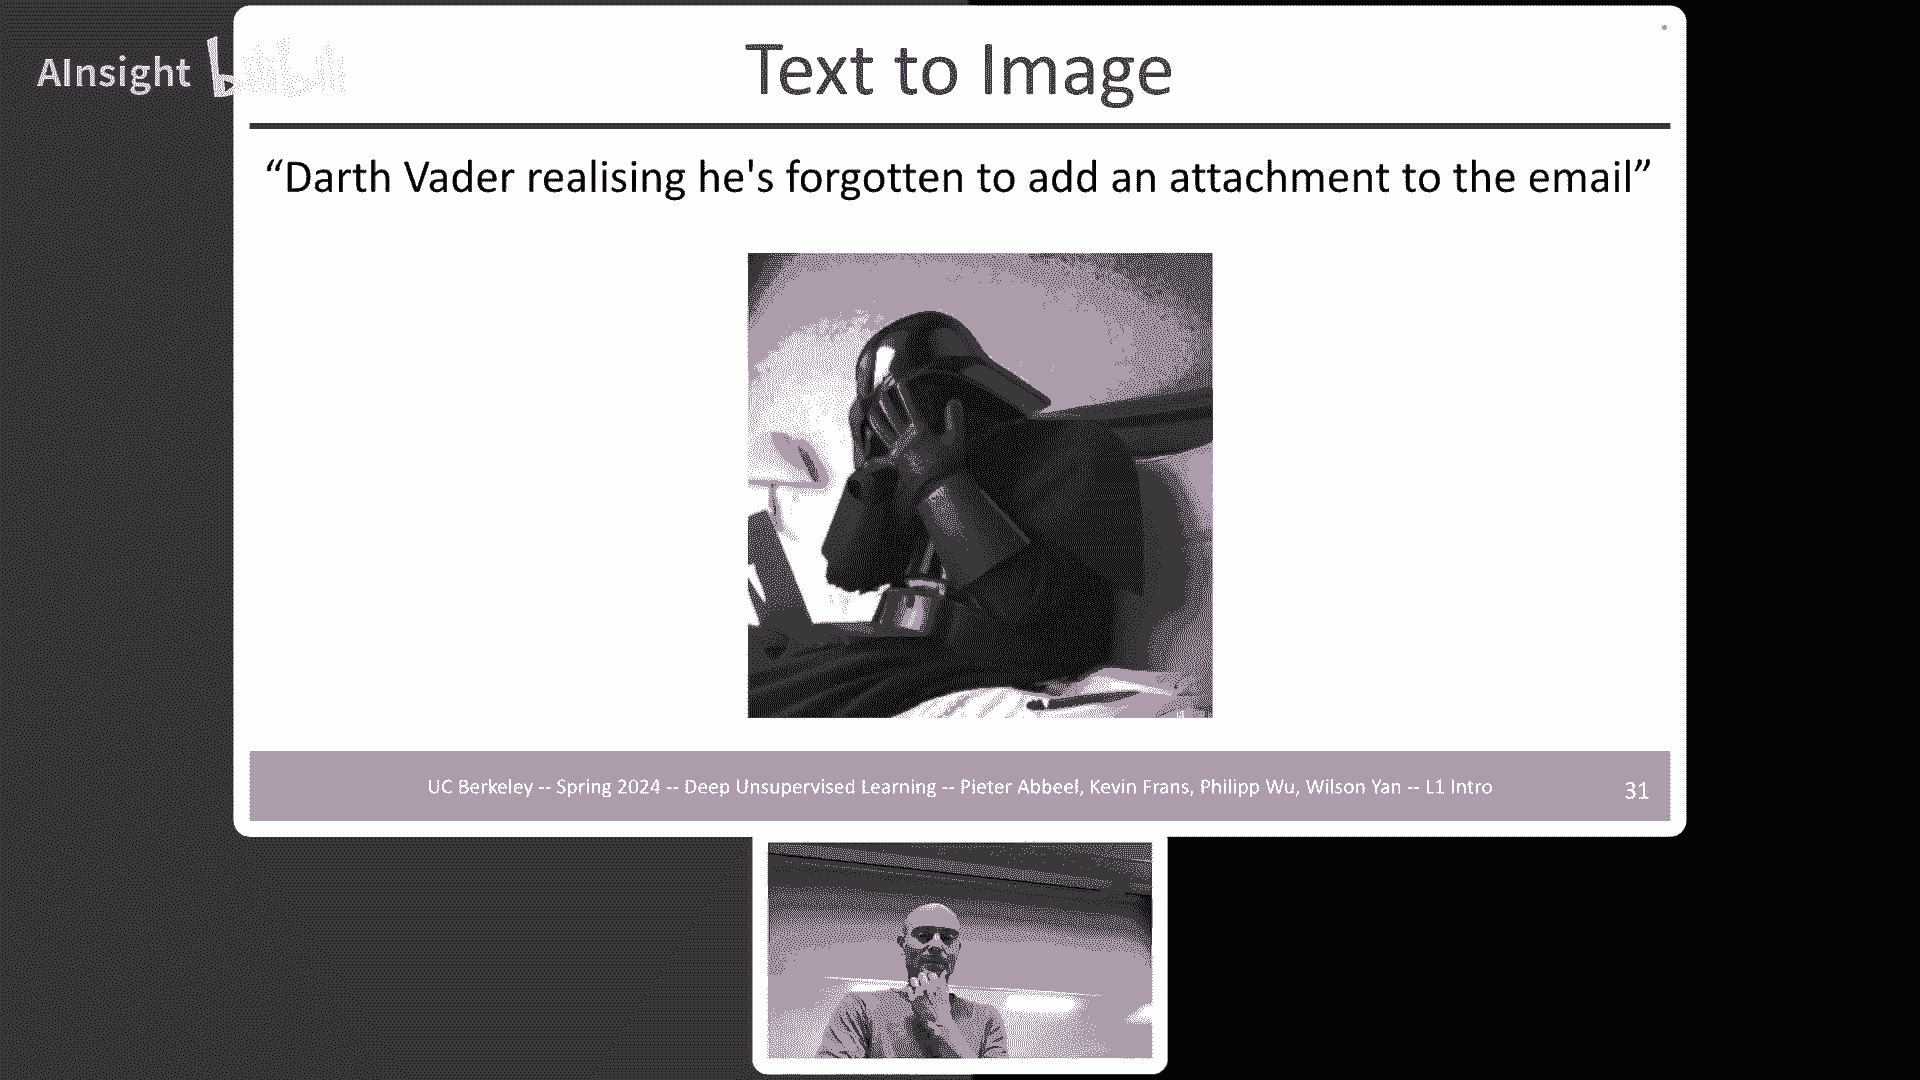 AInsight bilibili
Text to Image
“Darth Vader realising he's forgotten to add an attachment to the email”
UC Berkeley -- Spring 2024 -- Deep Unsupervised Learning -- Pieter Abbeel, Kevin Frans, Philipp Wu, Wilson Yan -- L1 Intro
31